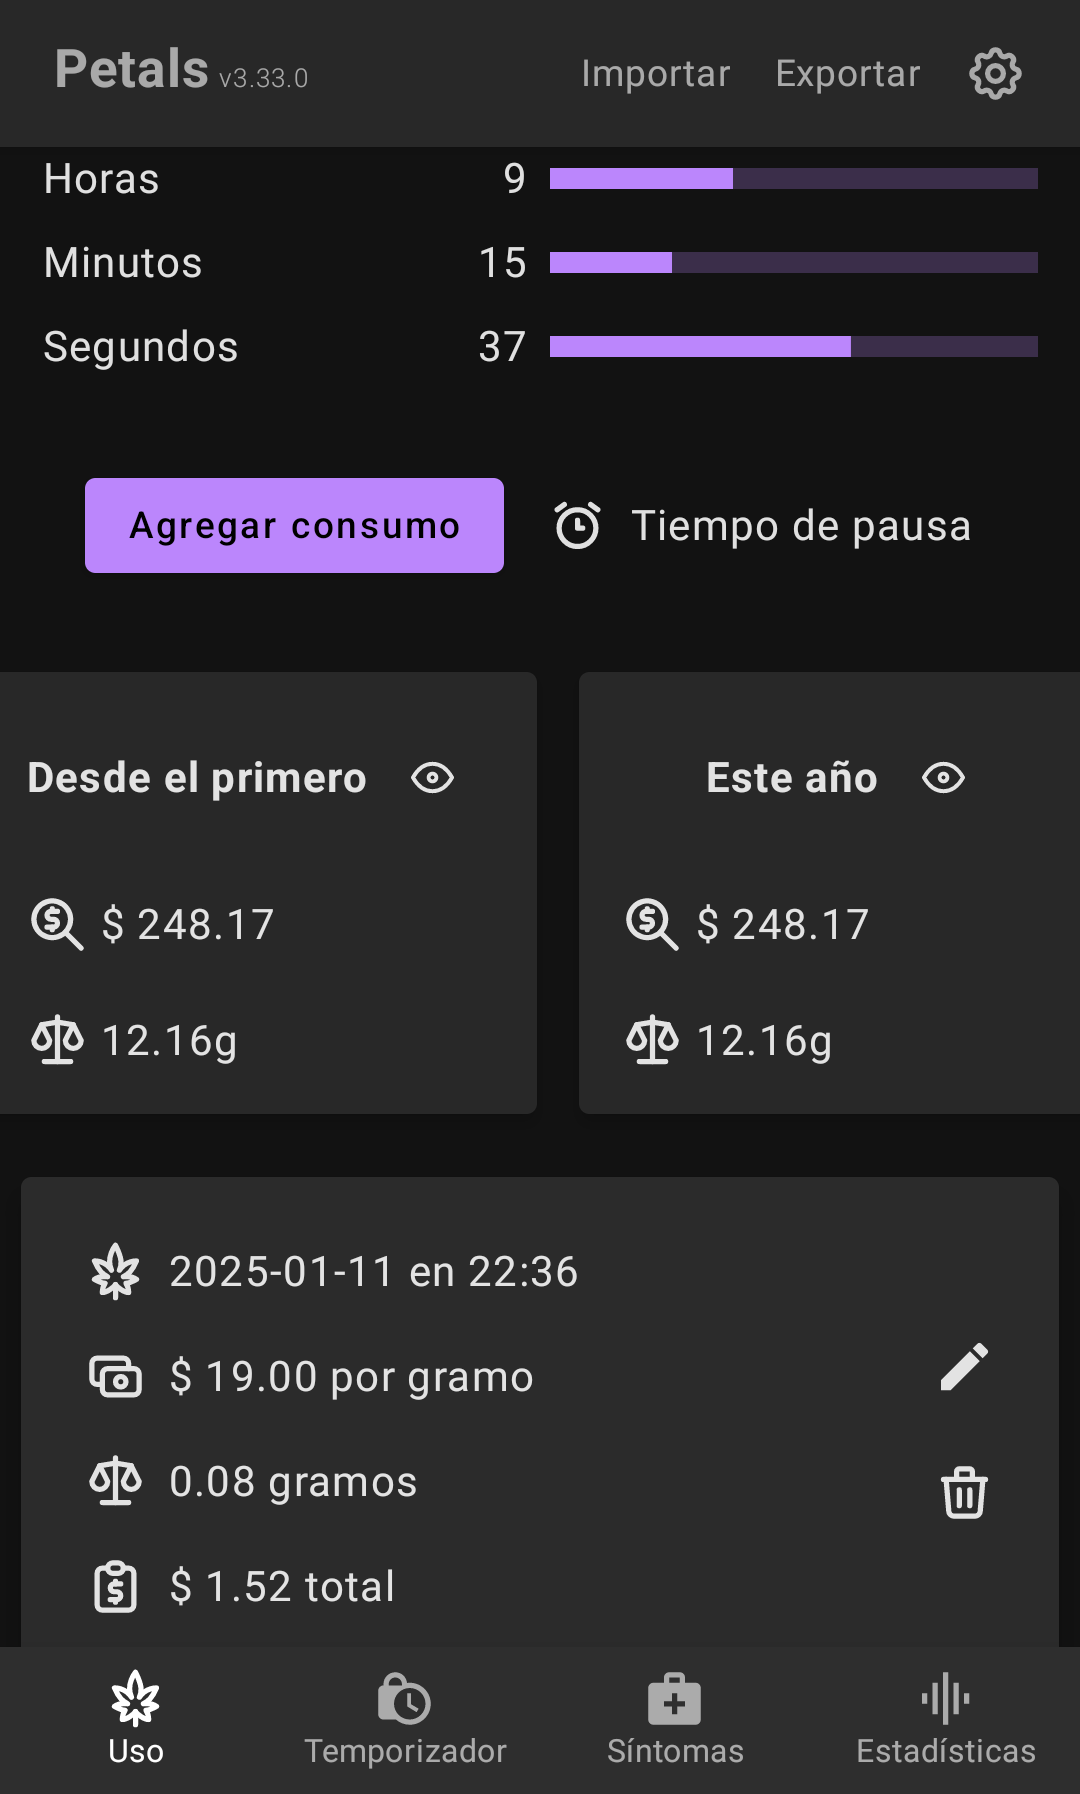 Petals v3.33.0 Importar Exportar
Horas 9
Minutos 15
Segundos 37
Agregar consumo Tiempo de pausa
Desde el primero
$ 248.17
12.16g
Este año
$ 248.17
12.16g
2025-01-11 en 22:36
$ 19.00 por gramo
0.08 gramos
$ 1.52 total
Uso Temporizador Síntomas Estadísticas